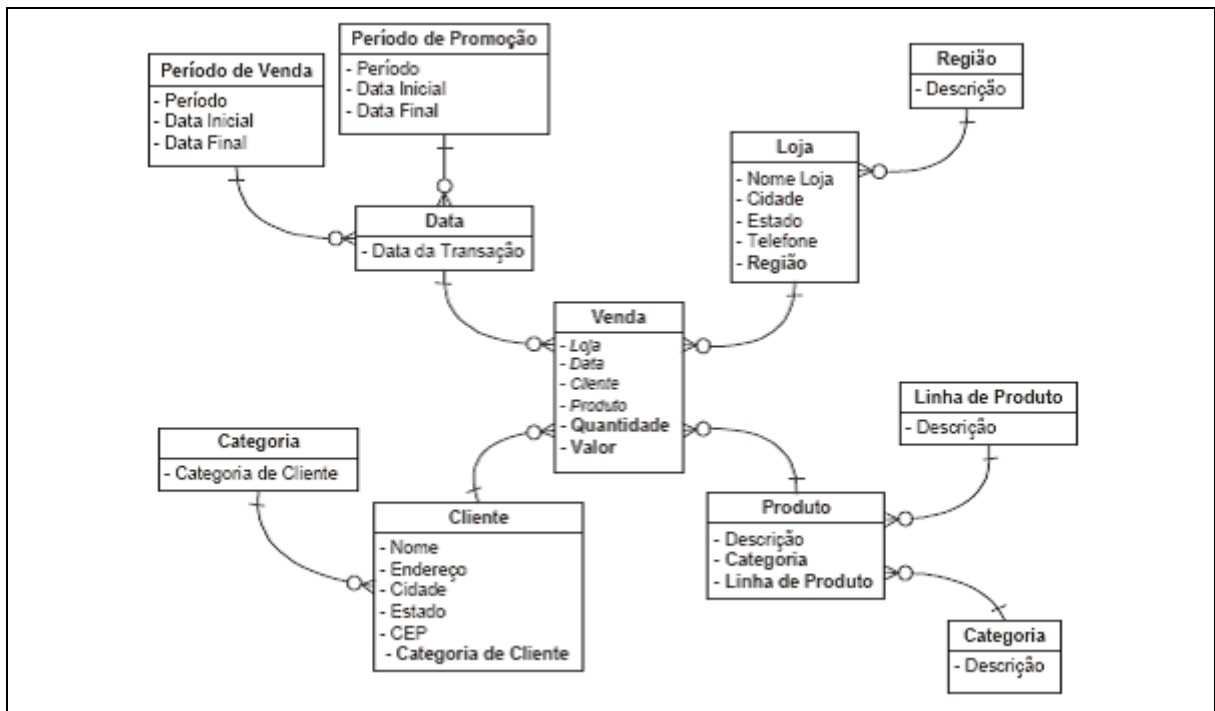 Período de Promoção
- Período
- Data Inicial
- Data Final
Período de Venda
- Período
- Data Inicial
- Data Final
Região
- Descrição
Loja
- Nome Loja
- Cidade
- Estado
- Telefone
- Região
Data
- Data da Transação
Venda
- Loja
- Data
- Cliente
- Produto
- Quantidade
- Valor
Linha de Produto
- Descrição
Categoria
- Categoria de Cliente
Cliente
- Nome
- Endereço
- Cidade
- Estado
- CEP
- Categoria de Cliente
Produto
- Descrição
- Categoria
- Linha de Produto
Categoria
- Descrição